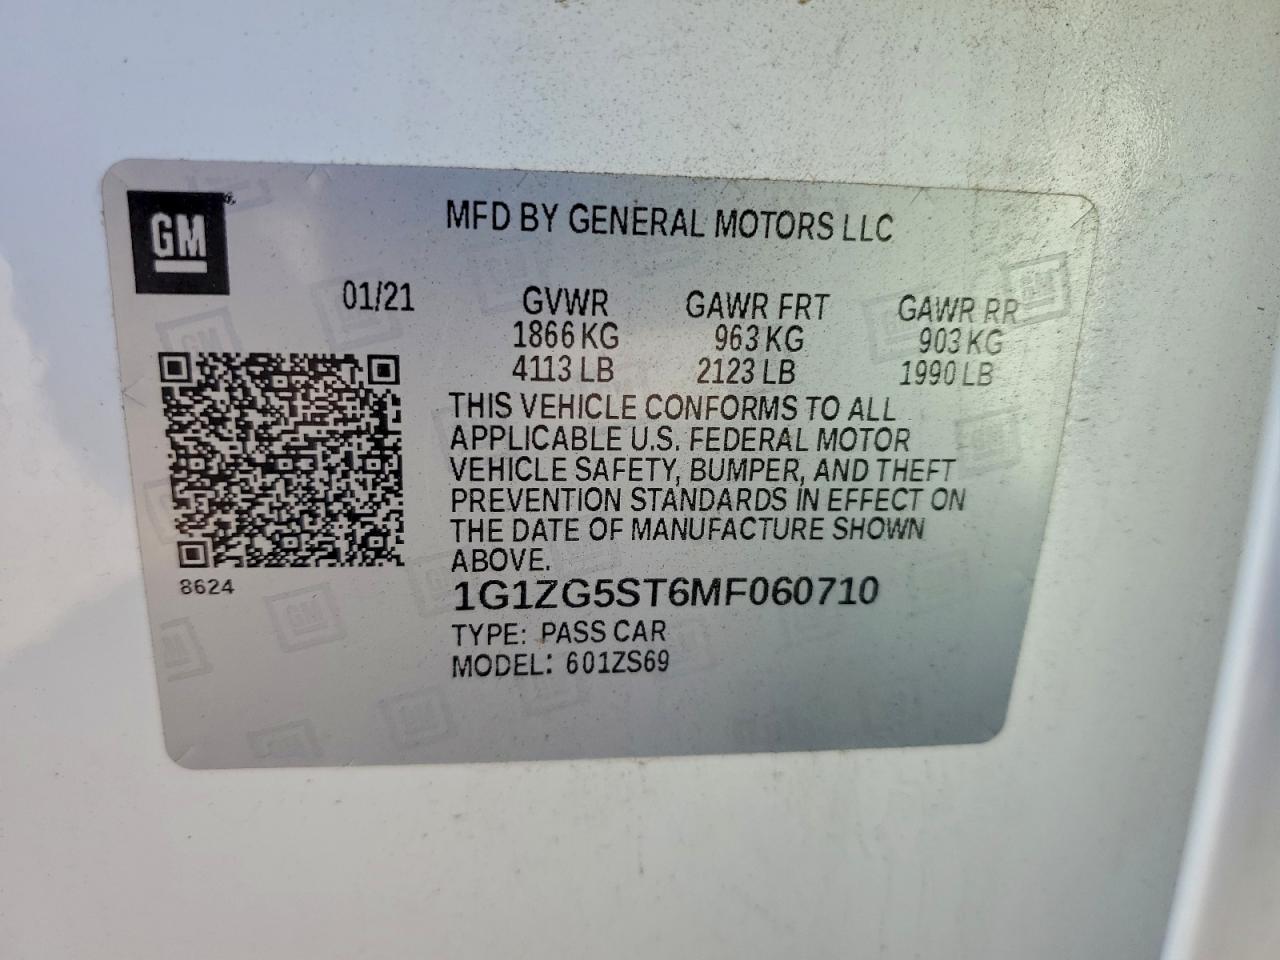 GM
MFD BY GENERAL MOTORS LLC
01/21 GVWR GAWR FRT GAWR RR
1866 KG 963 KG 903 KG
4113 LB 2123 LB 1990 LB
THIS VEHICLE CONFORMS TO ALL
APPLICABLE U.S. FEDERAL MOTOR
VEHICLE SAFETY, BUMPER, AND THEFT
PREVENTION STANDARDS IN EFFECT ON
THE DATE OF MANUFACTURE SHOWN
ABOVE.
8624
1G1ZG5ST6MF060710
TYPE: PASS CAR
MODEL: 601ZS69